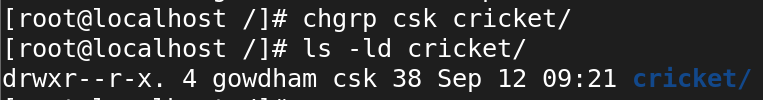 [root@localhost /]# chgrp csk cricket/
[root@localhost /]# ls -ld cricket/
drwxr--r-x. 4 gowdham csk 38 Sep 12 09:21 cricket/